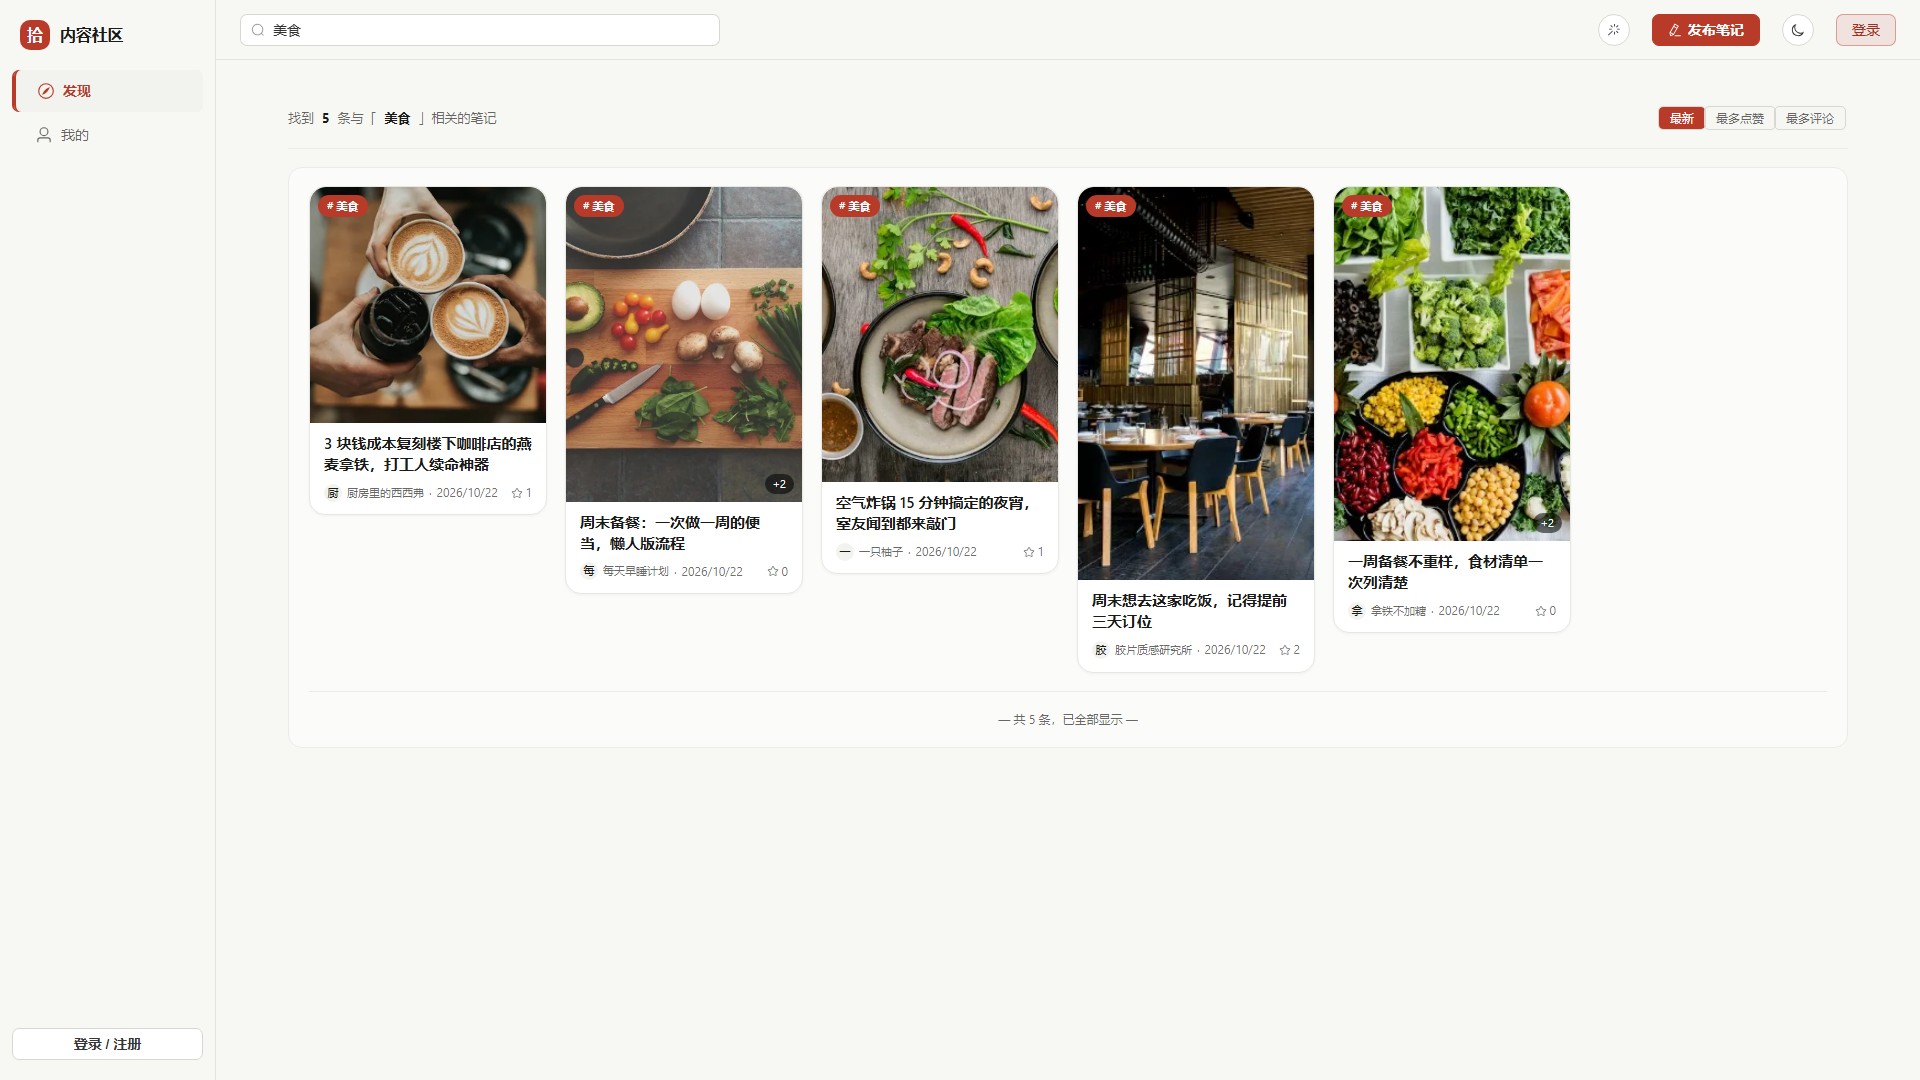 拾 内容社区
发现
我的
登录 / 注册
美食
发布笔记
登录
找到 5 条与「 美食 」相关的笔记
最新 最多点赞 最多评论
# 美食
3 块钱成本复刻楼下咖啡店的燕
麦拿铁，打工人续命神器
厨 厨房里的西西弗 · 2026/10/22 1
# 美食
+2
周末备餐：一次做一周的便
当，懒人版流程
每 每天早睡计划 · 2026/10/22 0
# 美食
空气炸锅 15 分钟搞定的夜宵，
室友闻到都来敲门
一 一只柚子 · 2026/10/22 1
# 美食
周末想去这家吃饭，记得提前
三天订位
胶 胶片质感研究所 · 2026/10/22 2
# 美食
+2
一周备餐不重样，食材清单一
次列清楚
拿 拿铁不加糖 · 2026/10/22 0
— 共 5 条，已全部显示 —